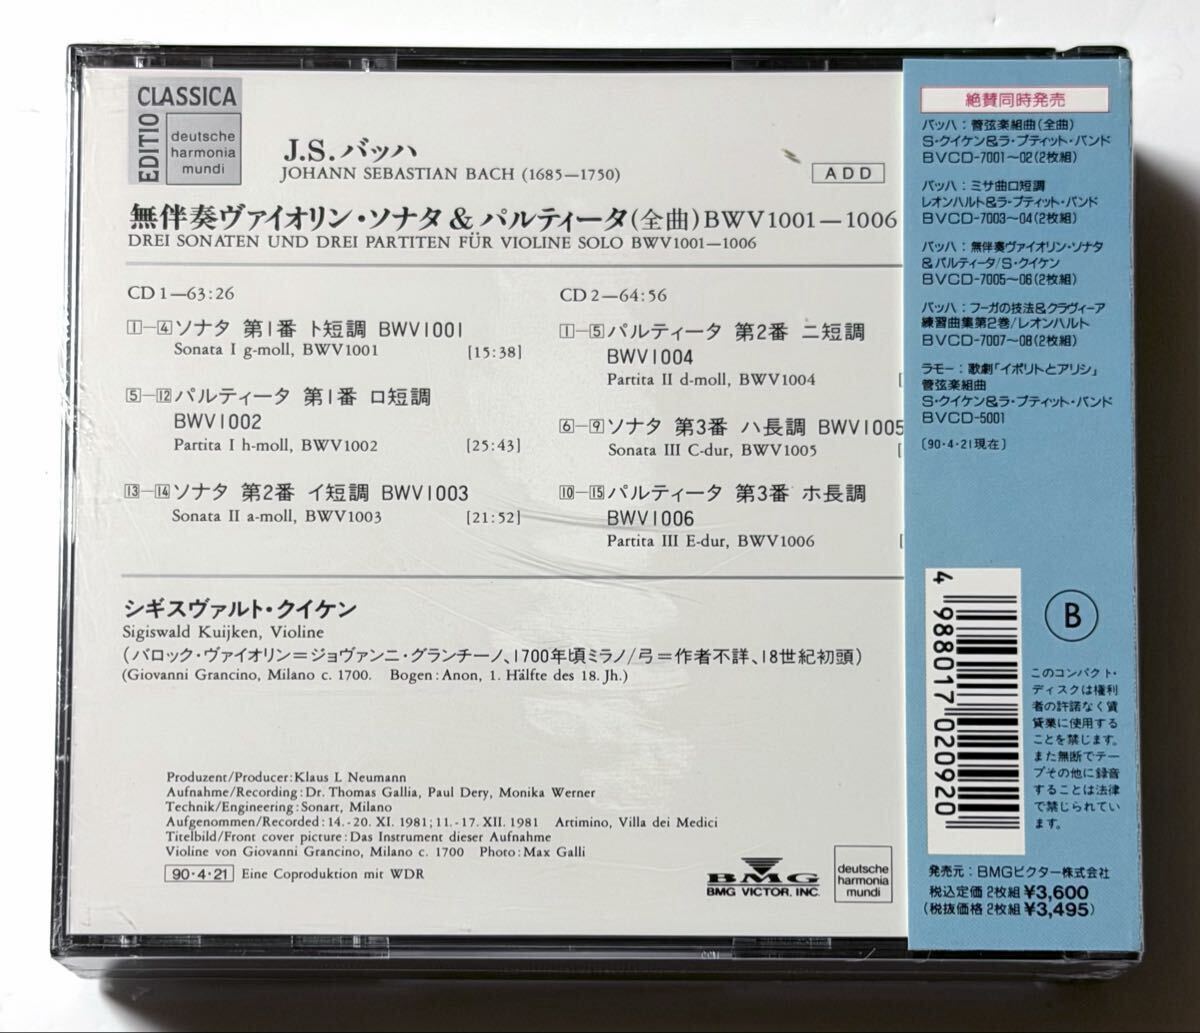 EDITIO
CLASSICA
deutsche
harmonia
mundi
J.S.バッハ
JOHANN SEBASTIAN BACH (1685—1750)
ADD
無伴奏ヴァイオリン・ソナタ & パルティータ(全曲) BWV1001—1006
DREI SONATEN UND DREI PARTITEN FÜR VIOLINE SOLO BWV1001—1006
CD1—63:26
1—4 ソナタ 第1番 ト短調 BWV1001
Sonata I g-moll, BWV1001 [15:38]
5—12 パルティータ 第1番 ロ短調
BWV1002
Partita I h-moll, BWV1002 [25:43]
13—14 ソナタ 第2番 イ短調 BWV1003
Sonata II a-moll, BWV1003 [21:52]
CD2—64:56
1—5 パルティータ 第2番 ニ短調
BWV1004
Partita II d-moll, BWV1004 [
6—9 ソナタ 第3番 ハ長調 BWV1005
Sonata III C-dur, BWV1005 [
10—15 パルティータ 第3番 ホ長調
BWV1006
Partita III E-dur, BWV1006 [
シギスヴァルト・クイケン
Sigiswald Kuijken, Violine
(バロック・ヴァイオリン=ジョヴァンニ・グランチーノ、1700年頃ミラノ/弓=作者不詳、18世紀初頭)
(Giovanni Grancino, Milano c. 1700. Bogen: Anon, 1. Hälfte des 18. Jh.)
Produzent/Producer: Klaus L Neumann
Aufnahme/Recording: Dr. Thomas Gallia, Paul Dery, Monika Werner
Technik/Engineering: Sonart, Milano
Aufgenommen/Recorded: 14.-20. XI. 1981; 11.-17. XII. 1981 Artimino, Villa dei Medici
Titelbild/Front cover picture: Das Instrument dieser Aufnahme
Violine von Giovanni Grancino, Milano c. 1700 Photo: Max Galli
90・4・21 Eine Coproduktion mit WDR
BMG
BMG VICTOR, INC.
deutsche
harmonia
mundi
絶賛同時発売
バッハ:管弦楽組曲(全曲)
S・クイケン&ラ・プティット・バンド
BVCD-7001〜02(2枚組)
バッハ:ミサ曲ロ短調
レオンハルト&ラ・プティット・バンド
BVCD-7003〜04(2枚組)
バッハ:無伴奏ヴァイオリン・ソナタ
&パルティータ/S・クイケン
BVCD-7005〜06(2枚組)
バッハ:フーガの技法&クラヴィーア
練習曲集第2巻/レオンハルト
BVCD-7007〜08(2枚組)
ラモー:歌劇「イポリトとアリシ」
管弦楽組曲
S・クイケン&ラ・プティット・バンド
BVCD-5001
〔90・4・21現在〕
4 988017 020920
B
このコンパクト・
ディスクは権利
者の許諾なく賃
貸業に使用する
ことを禁じます。
また無断でテー
プその他に録音
することは法律
で禁じられてい
ます。
発売元:BMGビクター株式会社
税込定価 2枚組 ¥3,600
(税抜価格 2枚組 ¥3,495)